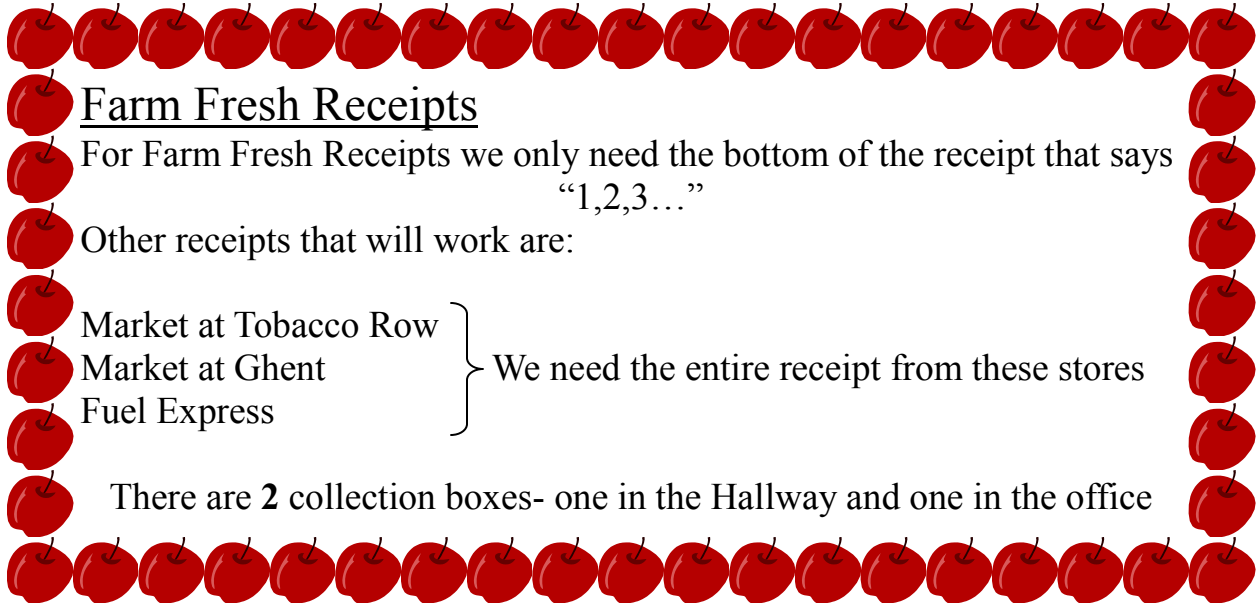 Farm Fresh Receipts
For Farm Fresh Receipts we only need the bottom of the receipt that says
“1,2,3…”
Other receipts that will work are:
Market at Tobacco Row
Market at Ghent
Fuel Express
We need the entire receipt from these stores
There are 2 collection boxes- one in the Hallway and one in the office